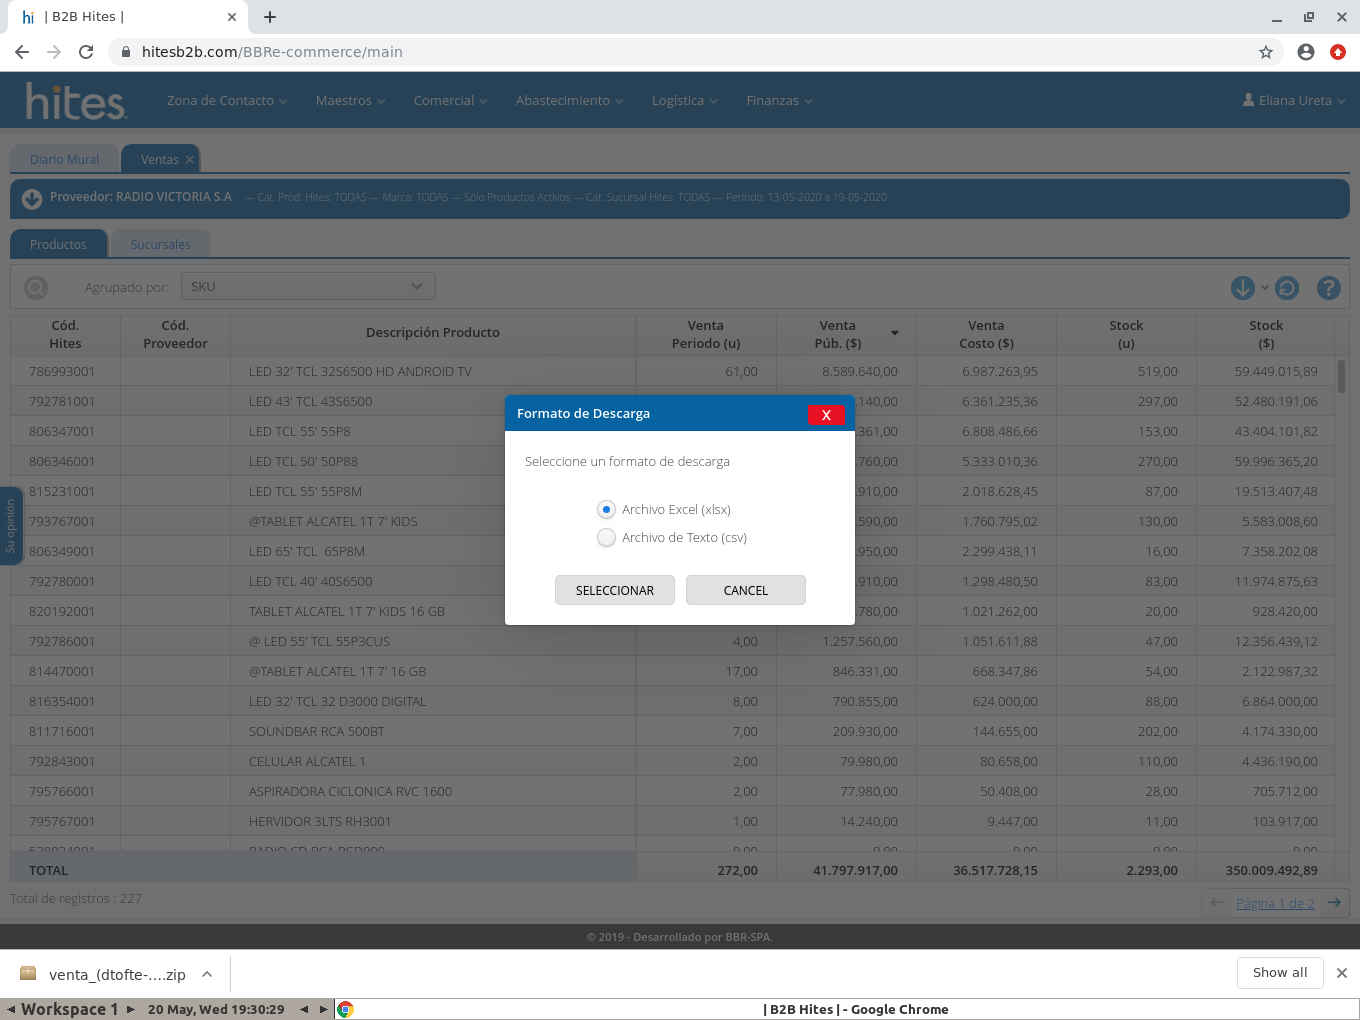 | B2B Hites |
hitesb2b.com/BBRe-commerce/main
hites Zona de Contacto Maestros Comercial Abastecimiento Logística Finanzas Eliana Ureta
Diario Mural Ventas
Proveedor: RADIO VICTORIA S.A — Cat. Prod. Hites: TODAS — Marca: TODAS — Sólo Productos Activos — Cat. Sucursal Hites: TODAS — Período: 13-05-2020 a 19-05-2020
Productos Sucursales
Agrupado por: SKU
Cód. Hites Cód. Proveedor Descripción Producto Venta Periodo (u) Venta Púb. ($) Venta Costo ($) Stock (u) Stock ($)
786993001 LED 32' TCL 32S6500 HD ANDROID TV 61,00 8.589.640,00 6.987.263,95 519,00 59.449.015,89
792781001 LED 43' TCL 43S6500 .140,00 6.361.235,36 297,00 52.480.191,06
806347001 LED TCL 55' 55P8 .361,00 6.808.486,66 153,00 43.404.101,82
806346001 LED TCL 50' 50P88 .760,00 5.333.010,36 270,00 59.996.365,20
815231001 LED TCL 55' 55P8M .910,00 2.018.628,45 87,00 19.513.407,48
793767001 @TABLET ALCATEL 1T 7' KIDS .590,00 1.760.795,02 130,00 5.583.008,60
806349001 LED 65' TCL  65P8M .950,00 2.299.438,11 16,00 7.358.202,08
792780001 LED TCL 40' 40S6500 .910,00 1.298.480,50 83,00 11.974.875,63
820192001 TABLET ALCATEL 1T 7' KIDS 16 GB .780,00 1.021.262,00 20,00 928.420,00
792786001 @ LED 55' TCL 55P3CUS 4,00 1.257.560,00 1.051.611,88 47,00 12.356.439,12
814470001 @TABLET ALCATEL 1T 7' 16 GB 17,00 846.331,00 668.347,86 54,00 2.122.987,32
816354001 LED 32' TCL 32 D3000 DIGITAL 8,00 790.855,00 624.000,00 88,00 6.864.000,00
811716001 SOUNDBAR RCA 500BT 7,00 209.930,00 144.655,00 202,00 4.174.330,00
792843001 CELULAR ALCATEL 1 2,00 79.980,00 80.658,00 110,00 4.436.190,00
795766001 ASPIRADORA CICLONICA RVC 1600 2,00 77.980,00 50.408,00 28,00 705.712,00
795767001 HERVIDOR 3LTS RH3001 1,00 14.240,00 9.447,00 11,00 103.917,00
TOTAL 272,00 41.797.917,00 36.517.728,15 2.293,00 350.009.492,89
Total de registros : 227
Página 1 de 2
Su opinión
Formato de Descarga X
Seleccione un formato de descarga
Archivo Excel (xlsx)
Archivo de Texto (csv)
SELECCIONAR CANCEL
© 2019 - Desarrollado por BBR-SPA.
venta_(dtofte-....zip Show all
Workspace 1 20 May, Wed 19:30:29 | B2B Hites | - Google Chrome